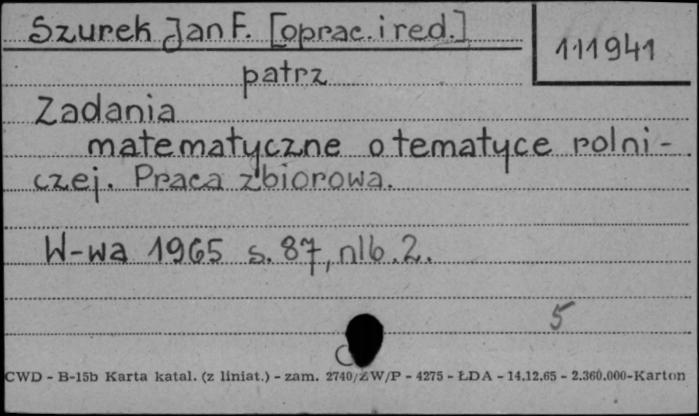 Szurek Jan F. [oprac. i red.]
111941
patrz
Zadania
matematyczne o tematyce rolni-
czej. Praca zbiorowa.
W-wa 1965 s. 87, nlb. 2.
5
CWD - B-15b Karta katal. (z liniat.) - zam. 2740/ZW/P - 4275 - ŁDA - 14.12.65 - 2.360.000-Karton